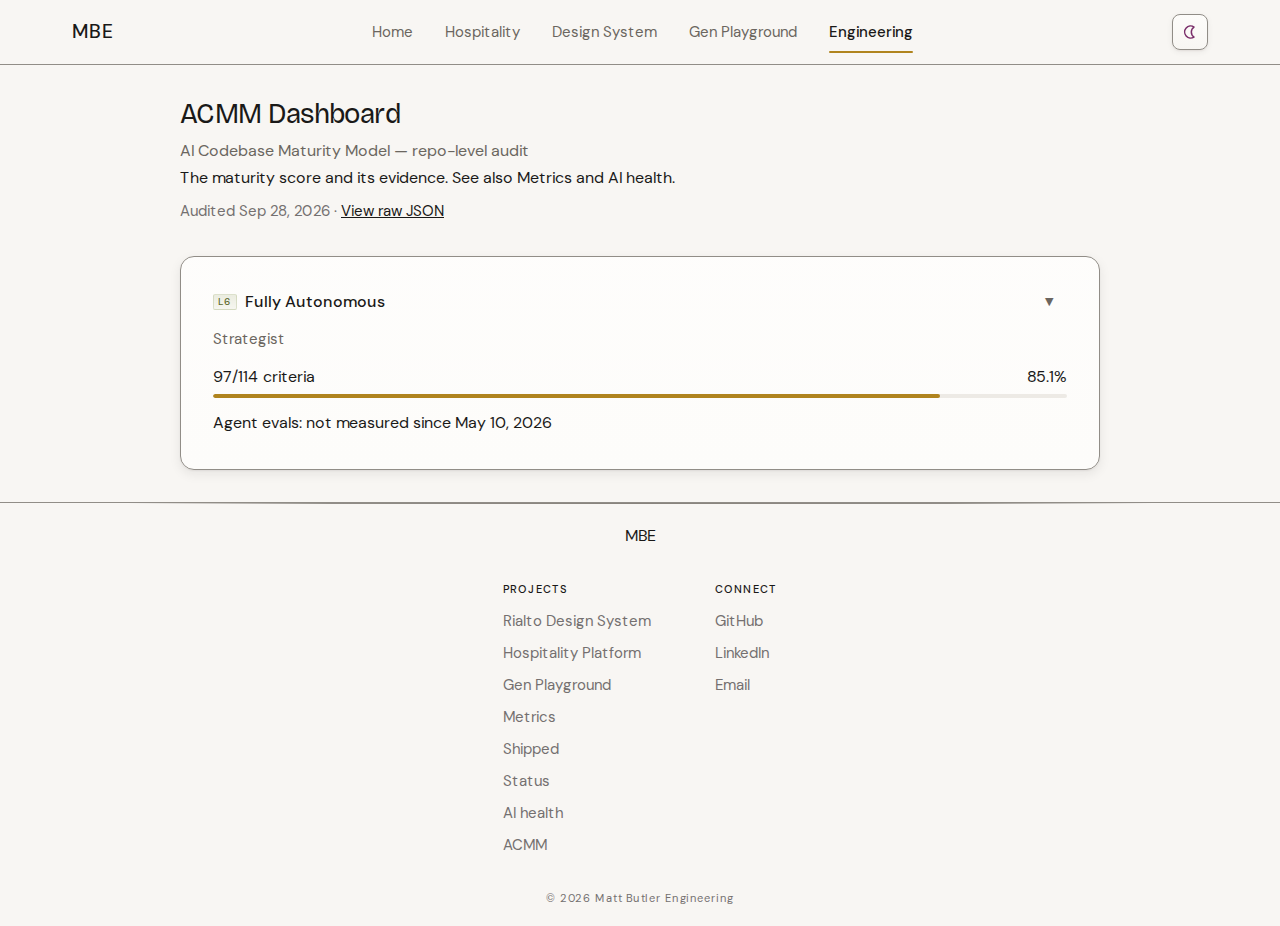 MBE
Home Hospitality Design System Gen Playground Engineering
ACMM Dashboard
AI Codebase Maturity Model — repo-level audit
The maturity score and its evidence. See also Metrics and AI health.
Audited Sep 28, 2026 · View raw JSON
L6 Fully Autonomous ▼
Strategist
97/114 criteria 85.1%
Agent evals: not measured since May 10, 2026
MBE
PROJECTS
Rialto Design System
Hospitality Platform
Gen Playground
Metrics
Shipped
Status
AI health
ACMM
CONNECT
GitHub
LinkedIn
Email
© 2026 Matt Butler Engineering